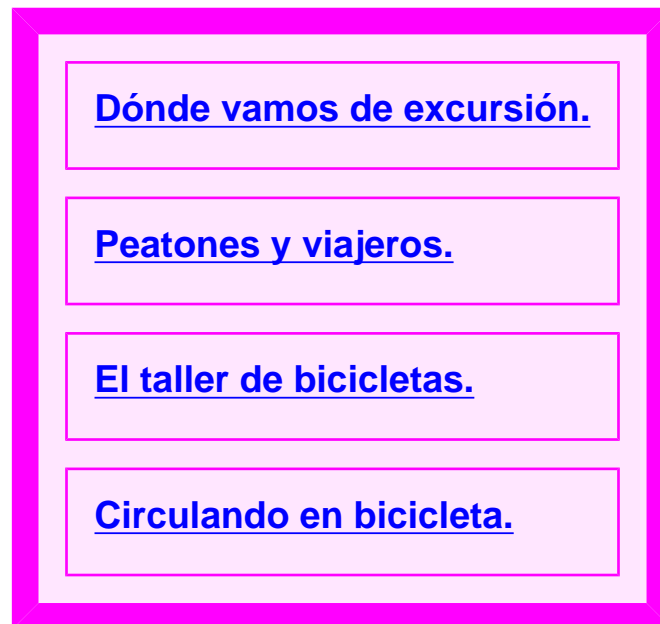 Dónde vamos de excursión.
Peatones y viajeros.
El taller de bicicletas.
Circulando en bicicleta.